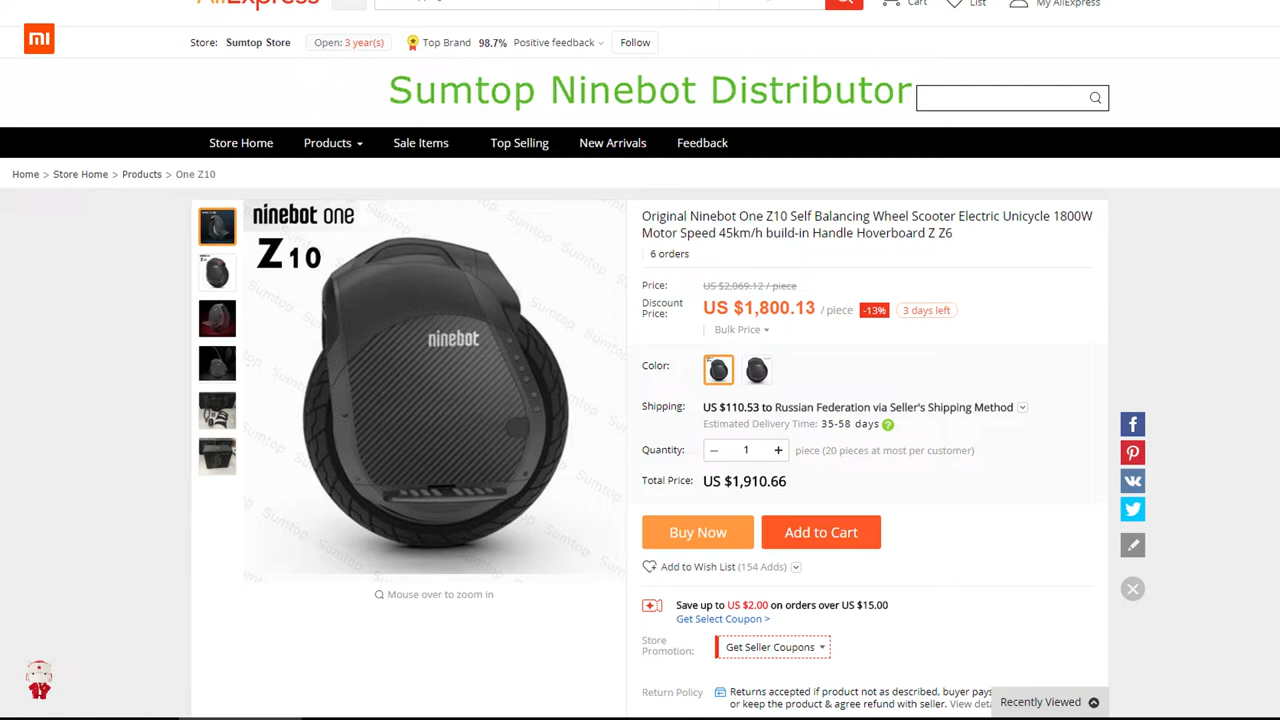 AliExpress
Cart
List
My AliExpress
mi
Store: Sumtop Store
Open: 3 year(s)
Top Brand 98.7% Positive feedback
Follow
Sumtop Ninebot Distributor
Store Home Products Sale Items Top Selling New Arrivals Feedback
Home > Store Home > Products > One Z10
ninebot one
Z10
ninebot
Sumtop
Mouse over to zoom in
Original Ninebot One Z10 Self Balancing Wheel Scooter Electric Unicycle 1800W
Motor Speed 45km/h build-in Handle Hoverboard Z Z6
6 orders
Price: US $2,069.12 / piece
Discount
Price: US $1,800.13 / piece -13% 3 days left
Bulk Price
Color:
Shipping: US $110.53 to Russian Federation via Seller's Shipping Method
Estimated Delivery Time: 35-58 days ?
Quantity: – 1 + piece (20 pieces at most per customer)
Total Price: US $1,910.66
Buy Now Add to Cart
Add to Wish List (154 Adds)
Save up to US $2.00 on orders over US $15.00
Get Select Coupon >
Store
Promotion: Get Seller Coupons
Return Policy Returns accepted if product not as described, buyer pays
or keep the product & agree refund with seller. View deta
Recently Viewed